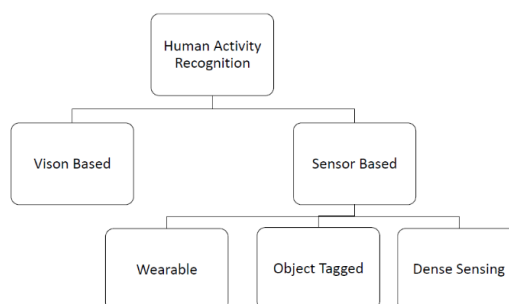 Human Activity
Recognition
Vison Based
Sensor Based
Wearable
Object Tagged
Dense Sensing